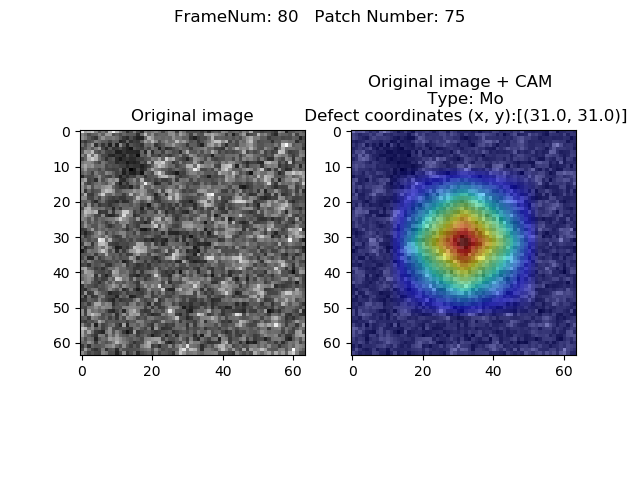 FrameNum: 80   Patch Number: 75
Original image
Original image + CAM
Type: Mo
Defect coordinates (x, y):[(31.0, 31.0)]
0
10
20
30
40
50
60
0 20 40 60
0
10
20
30
40
50
60
0 20 40 60